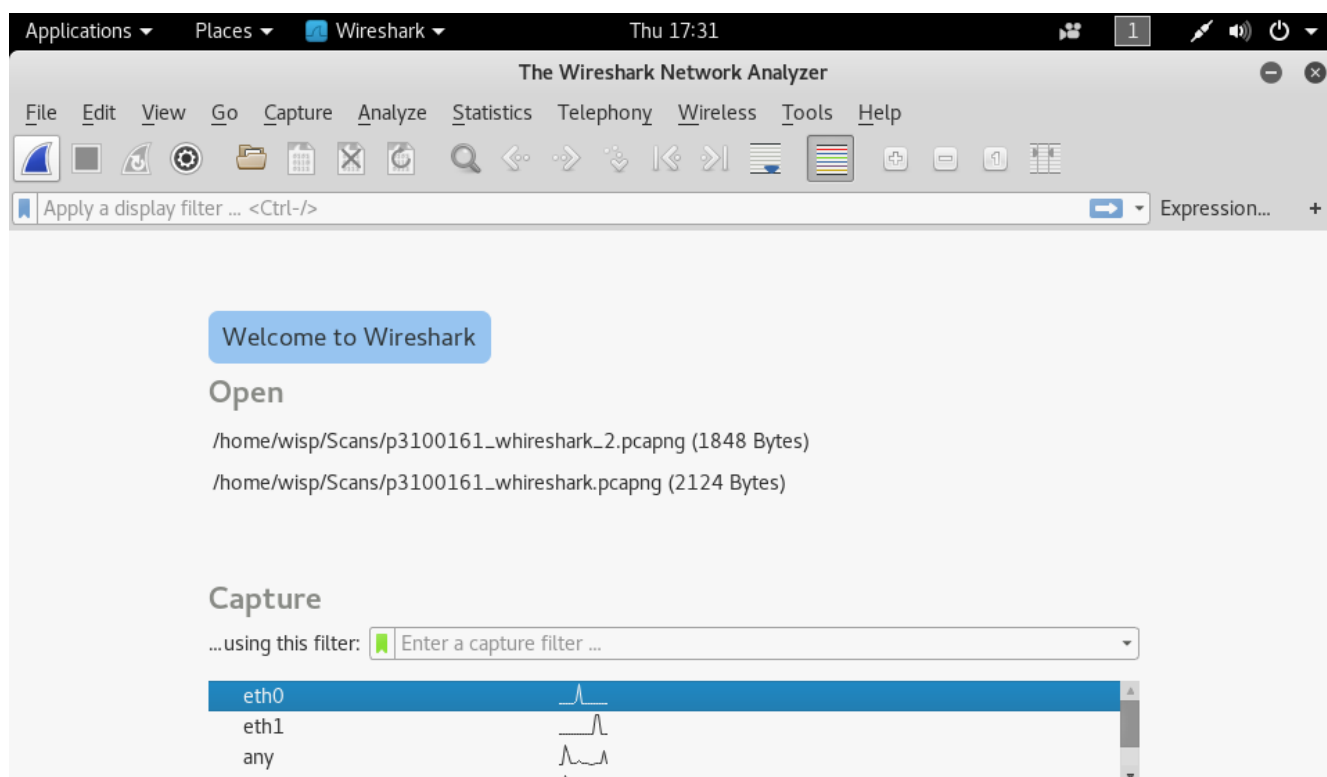 Applications Places Wireshark Thu 17:31 1
The Wireshark Network Analyzer
File Edit View Go Capture Analyze Statistics Telephony Wireless Tools Help
Apply a display filter ... <Ctrl-/> Expression... +
Welcome to Wireshark
Open
/home/wisp/Scans/p3100161_whireshark_2.pcapng (1848 Bytes)
/home/wisp/Scans/p3100161_whireshark.pcapng (2124 Bytes)
Capture
...using this filter: Enter a capture filter ...
eth0
eth1
any